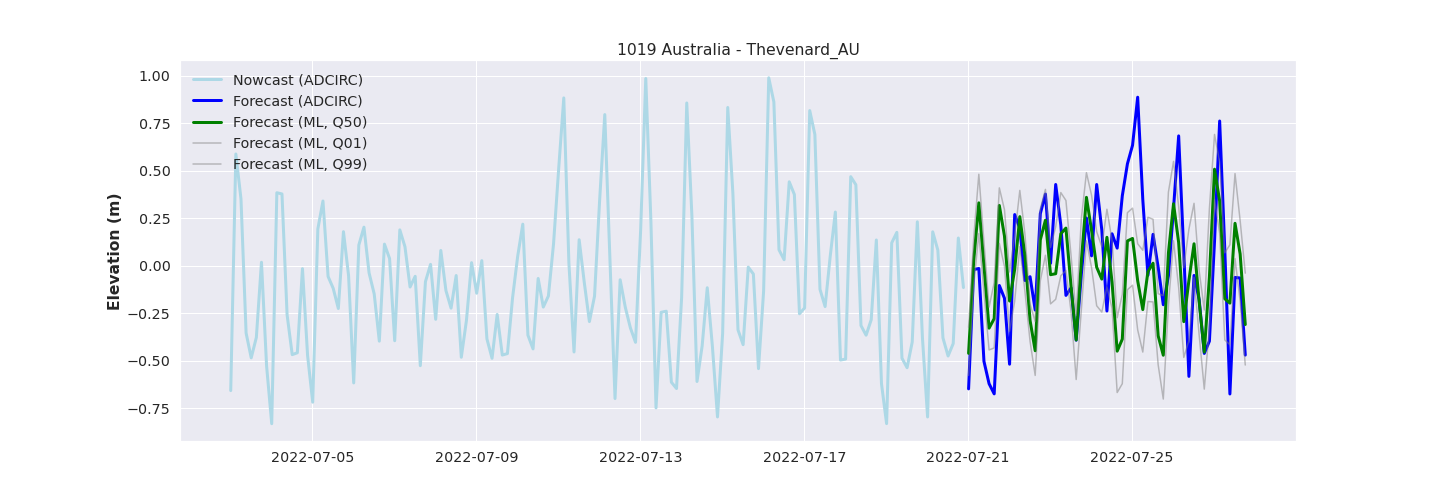 1019 Australia - Thevenard_AU
Nowcast (ADCIRC)
Forecast (ADCIRC)
Forecast (ML, Q50)
Forecast (ML, Q01)
Forecast (ML, Q99)
Elevation (m)
1.00
0.75
0.50
0.25
0.00
−0.25
−0.50
−0.75
2022-07-05
2022-07-09
2022-07-13
2022-07-17
2022-07-21
2022-07-25